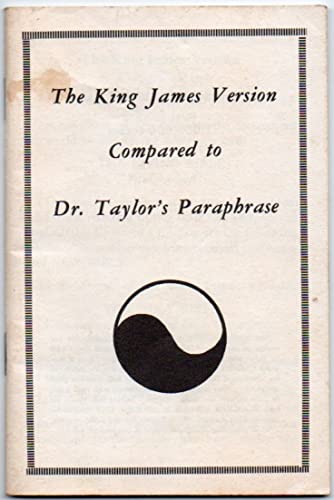 The King James Version
Compared to
Dr. Taylor's Paraphrase